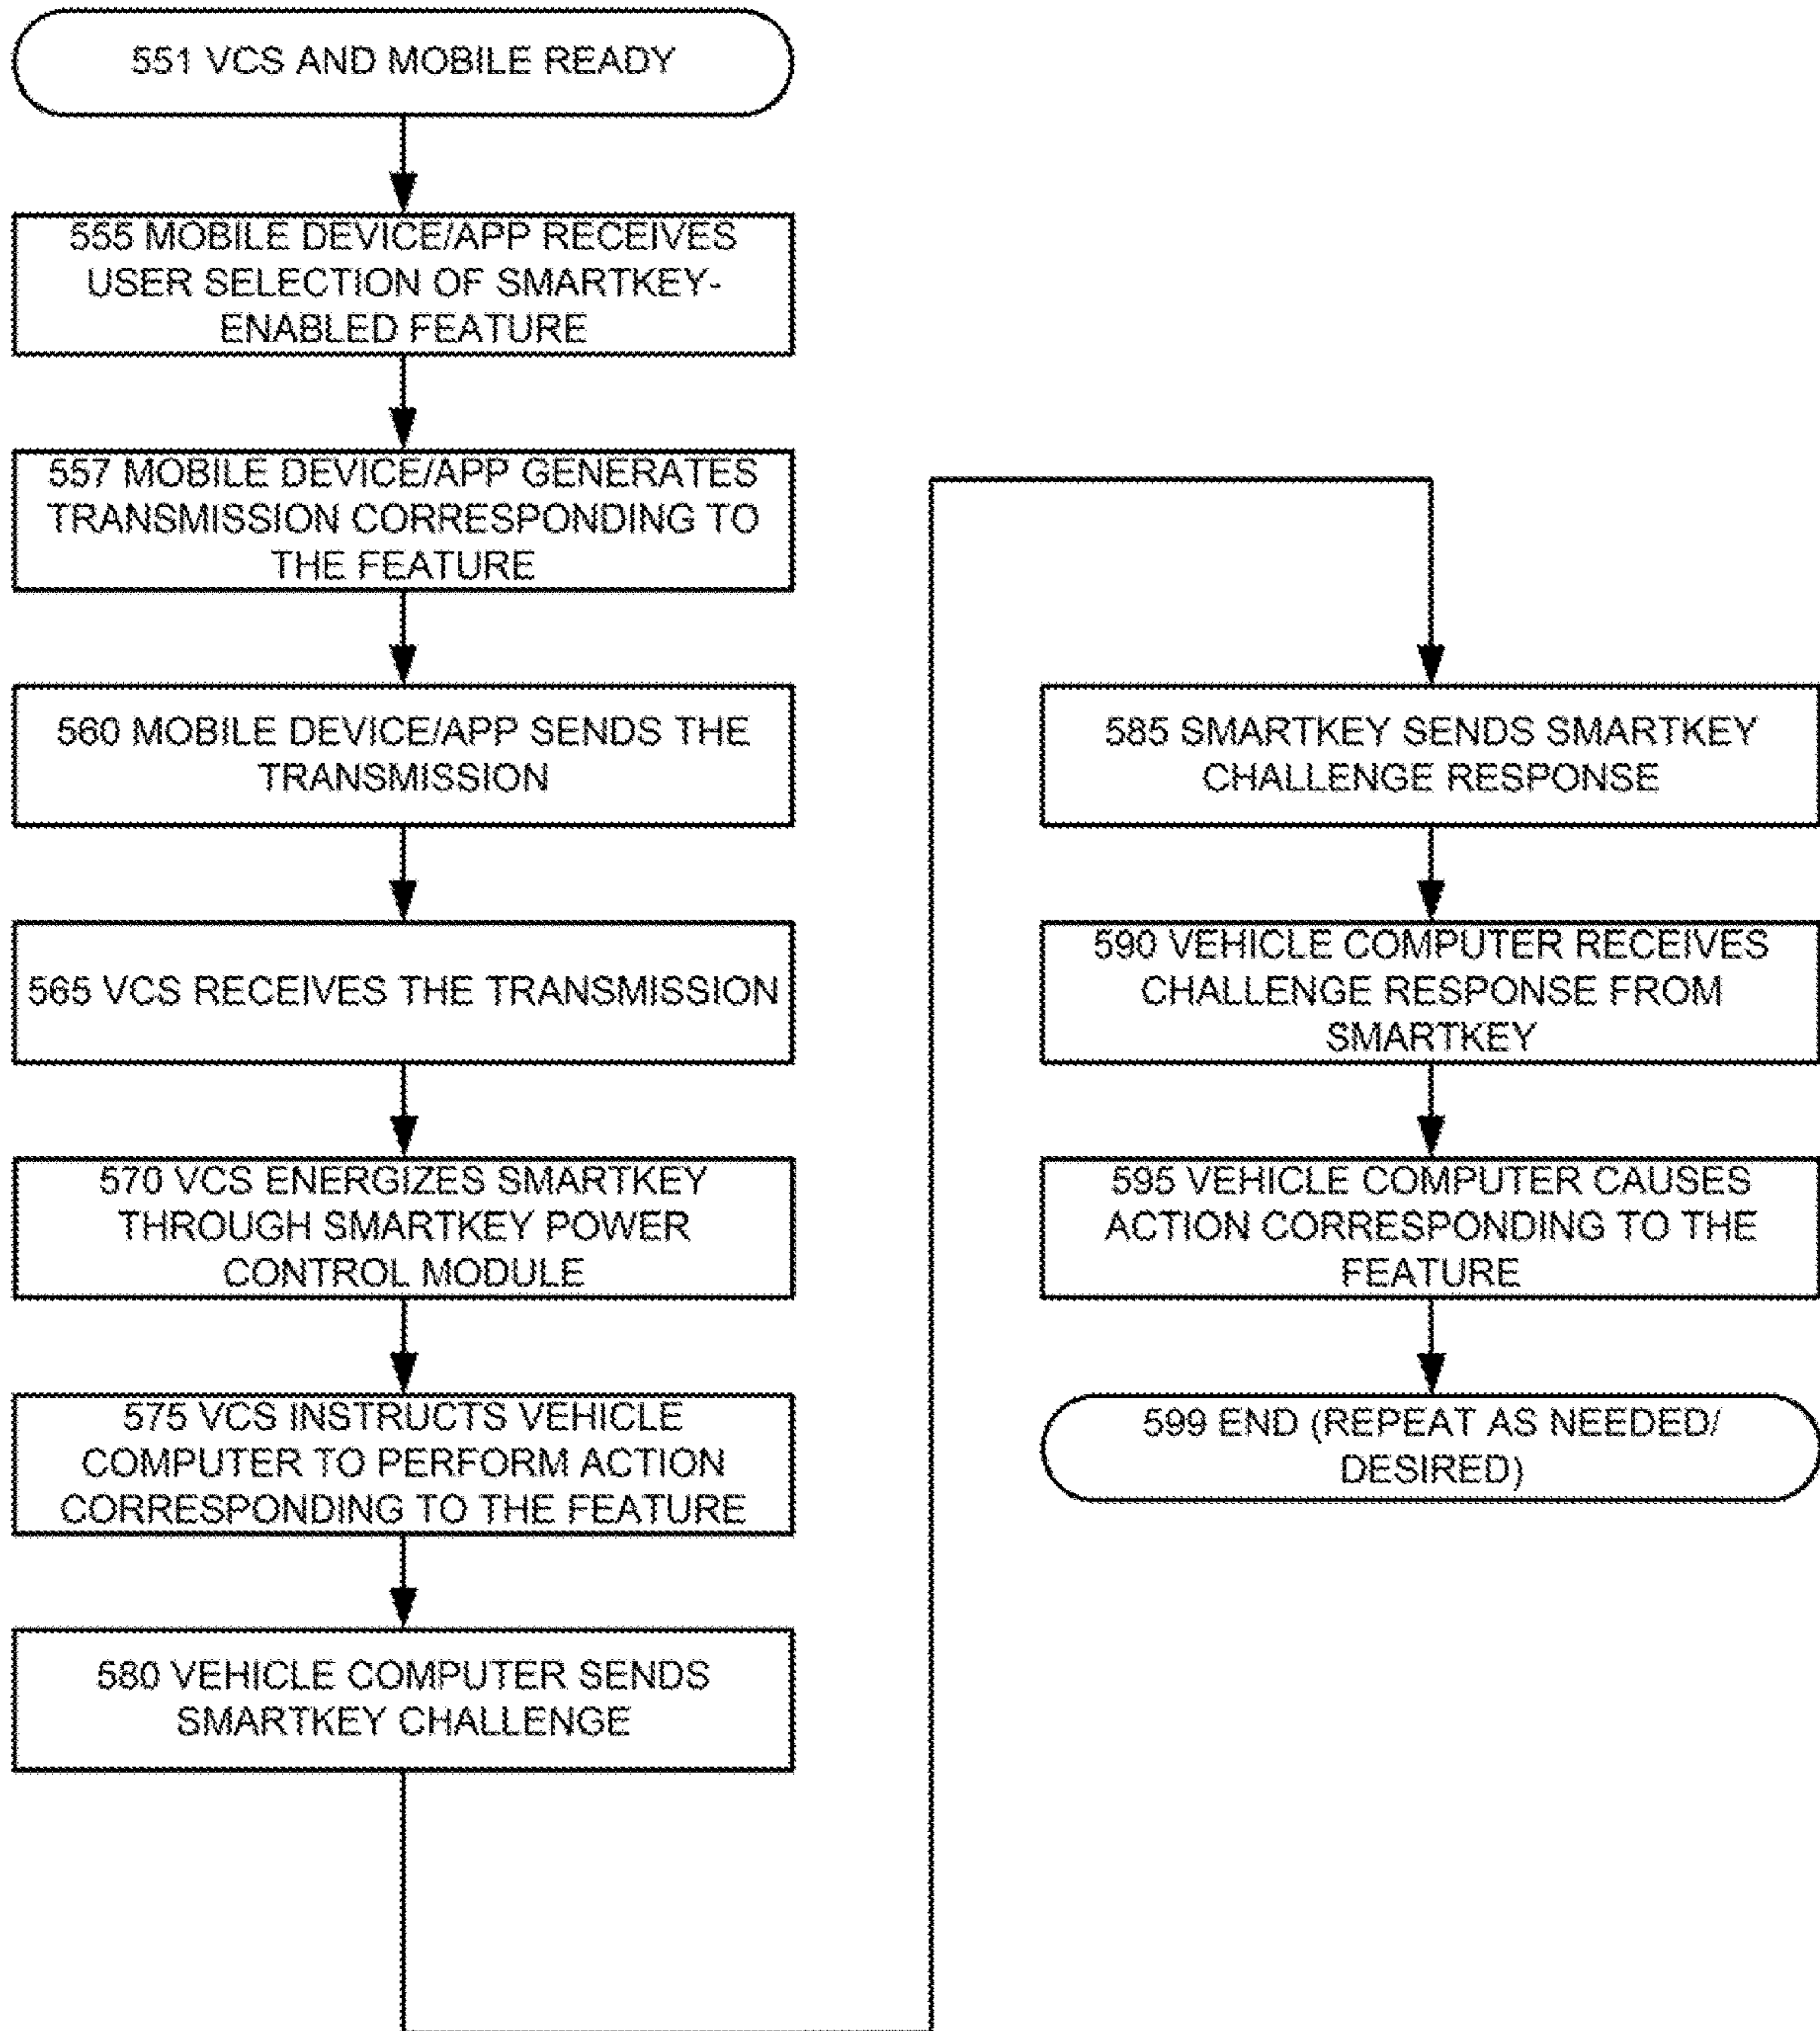 551 VCS AND MOBILE READY
555 MOBILE DEVICE/APP RECEIVES
USER SELECTION OF SMARTKEY-
ENABLED FEATURE
557 MOBILE DEVICE/APP GENERATES
TRANSMISSION CORRESPONDING TO
THE FEATURE
560 MOBILE DEVICE/APP SENDS THE
TRANSMISSION
565 VCS RECEIVES THE TRANSMISSION
570 VCS ENERGIZES SMARTKEY
THROUGH SMARTKEY POWER
CONTROL MODULE
575 VCS INSTRUCTS VEHICLE
COMPUTER TO PERFORM ACTION
CORRESPONDING TO THE FEATURE
580 VEHICLE COMPUTER SENDS
SMARTKEY CHALLENGE
585 SMARTKEY SENDS SMARTKEY
CHALLENGE RESPONSE
590 VEHICLE COMPUTER RECEIVES
CHALLENGE RESPONSE FROM
SMARTKEY
595 VEHICLE COMPUTER CAUSES
ACTION CORRESPONDING TO THE
FEATURE
599 END (REPEAT AS NEEDED/
DESIRED)